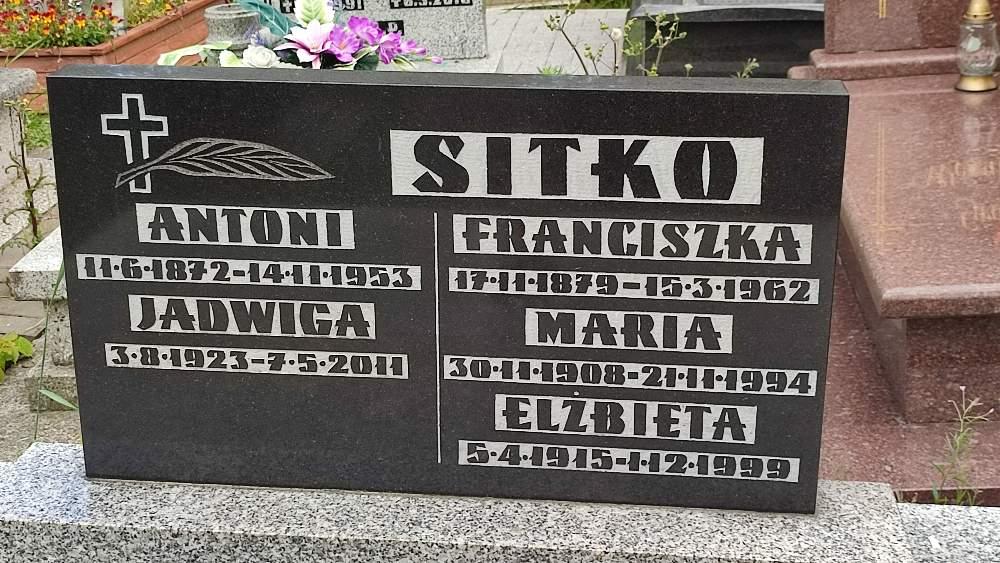 SITKO
ANTONI
11·6·1872-14·11·1953
JADWIGA
3·8·1923-7·5·2011
FRANCISZKA
17·11·1879-15·3·1962
MARIA
30·11·1908-21·11·1994
ELŻBIETA
5·4·1915-1·12·1999